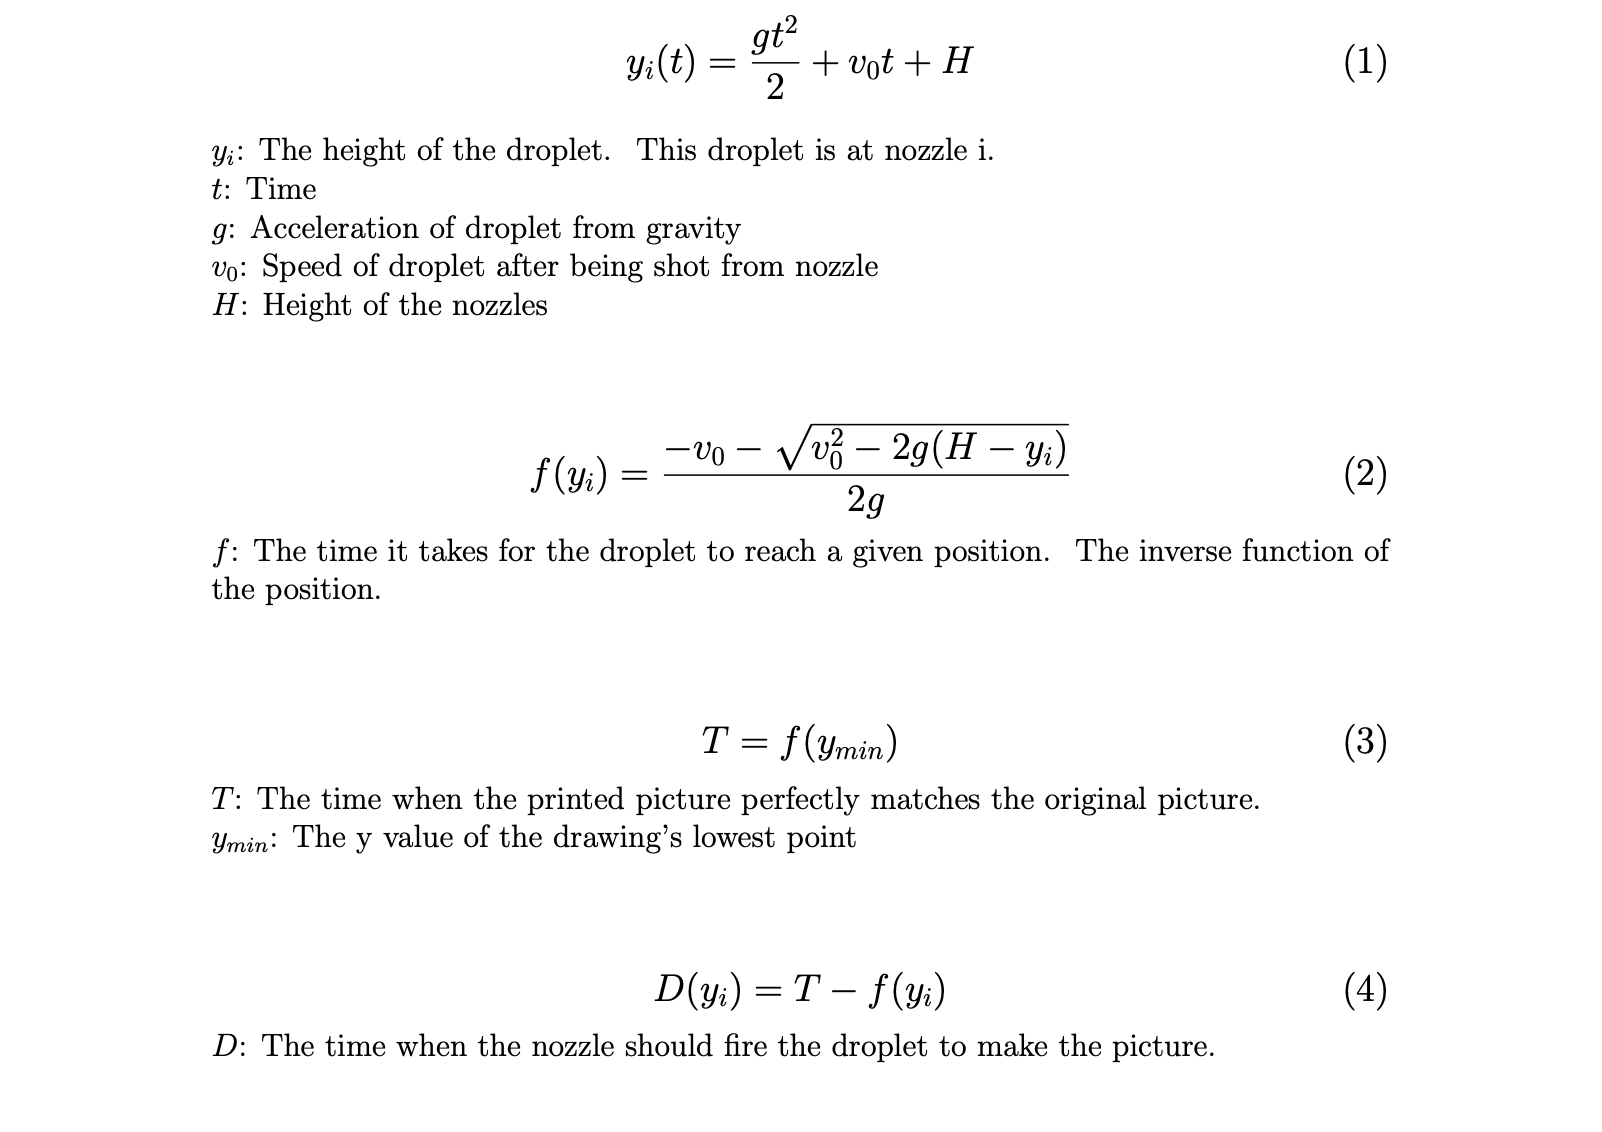 y_i(t) = \frac{gt^2}{2} + v_0 t + H (1)
y_i: The height of the droplet. This droplet is at nozzle i.
t: Time
g: Acceleration of droplet from gravity
v_0: Speed of droplet after being shot from nozzle
H: Height of the nozzles
f(y_i) = \frac{-v_0 - \sqrt{v_0^2 - 2g(H - y_i)}}{2g} (2)
f: The time it takes for the droplet to reach a given position. The inverse function of
the position.
T = f(y_{min}) (3)
T: The time when the printed picture perfectly matches the original picture.
y_{min}: The y value of the drawing's lowest point
D(y_i) = T - f(y_i) (4)
D: The time when the nozzle should fire the droplet to make the picture.